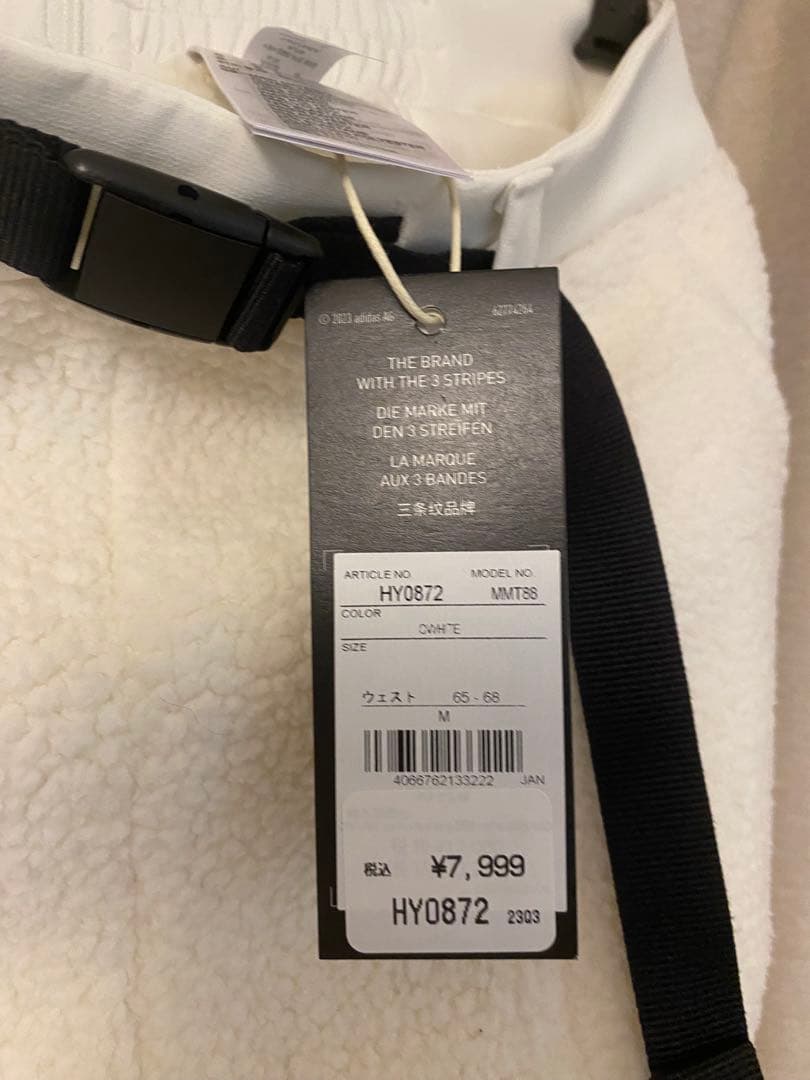 © 2023 adidas AG
62774264
THE BRAND
WITH THE 3 STRIPES
DIE MARKE MIT
DEN 3 STREIFEN
LA MARQUE
AUX 3 BANDES
三条纹品牌
ARTICLE NO. MODEL NO.
HY0872 MMT88
COLOR
CWHITE
SIZE
ウェスト 65 - 68
M
4066762133222 JAN
税込 ¥7,999
HY0872 23Q3